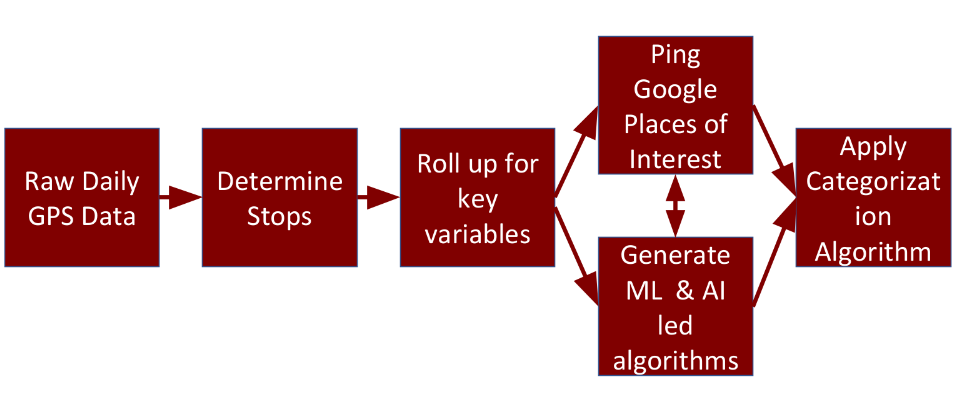 Raw Daily
GPS Data
Determine
Stops
Roll up for
key
variables
Ping
Google
Places of
Interest
Generate
ML & AI
led
algorithms
Apply
Categorizat
ion
Algorithm